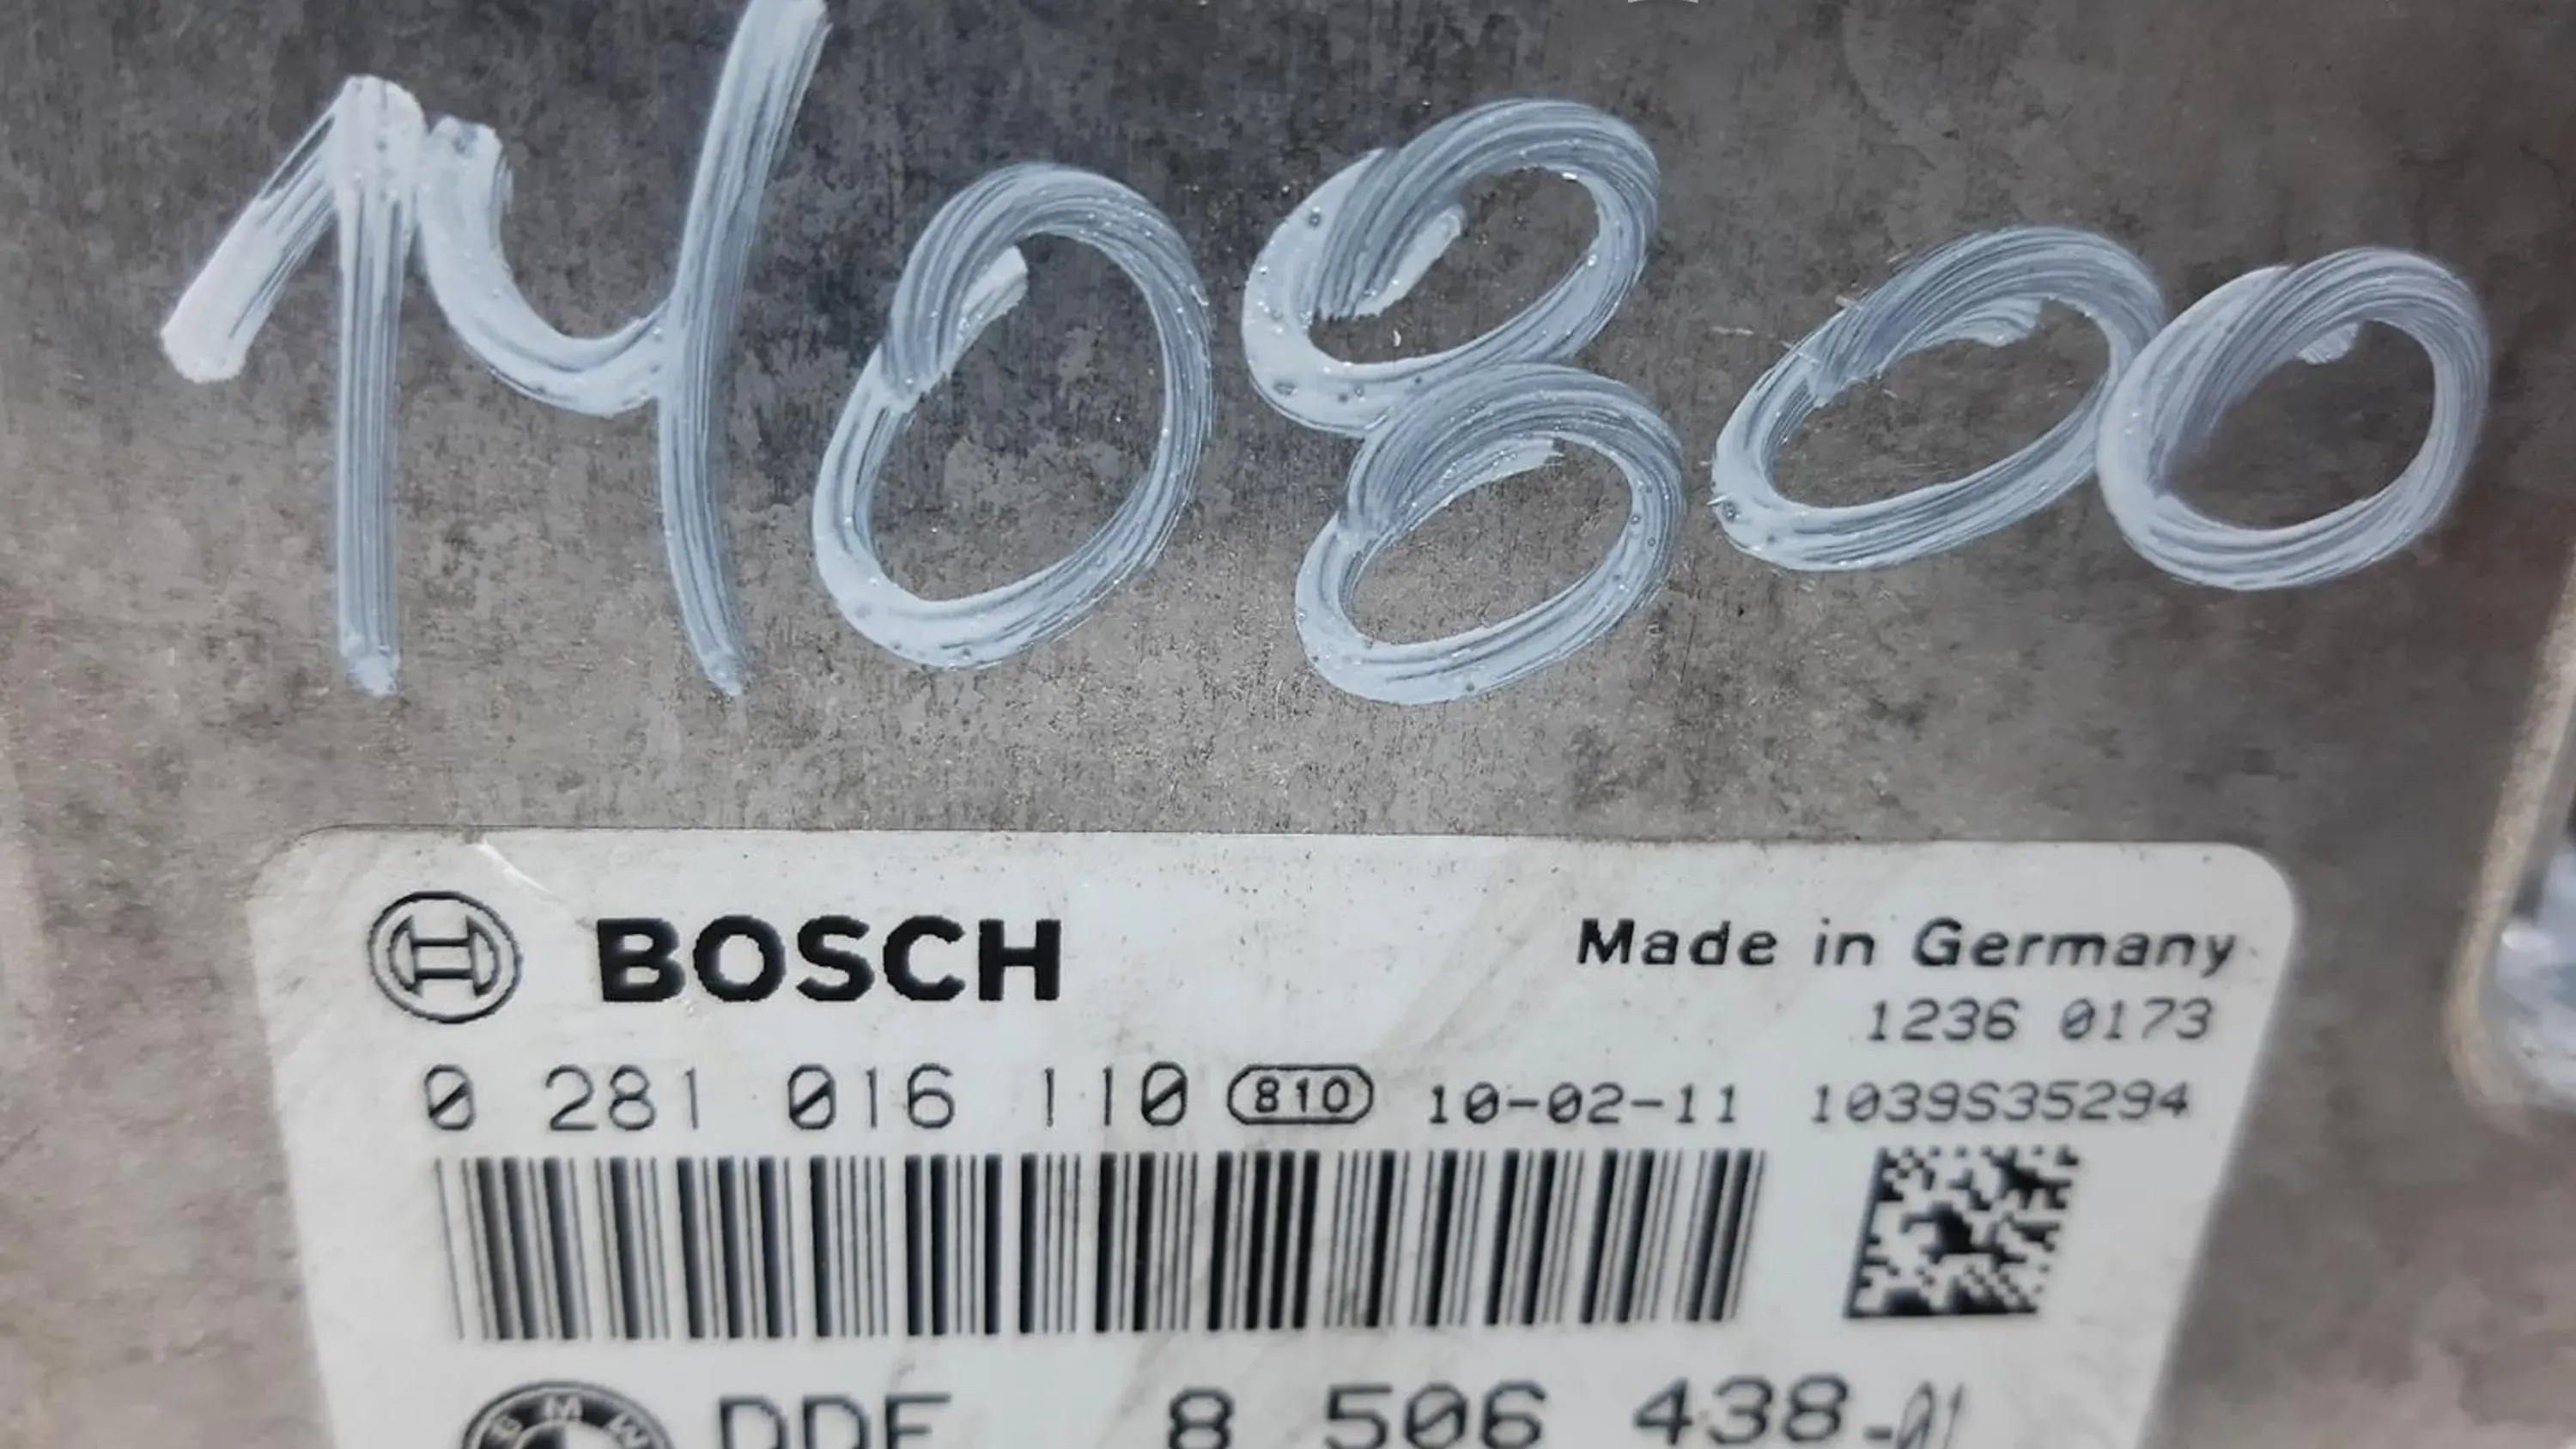 140800
BOSCH
Made in Germany
1236 0173
0 281 016 110 810 10-02-11 1039S35294
BMW
DDE 8 506 438-01